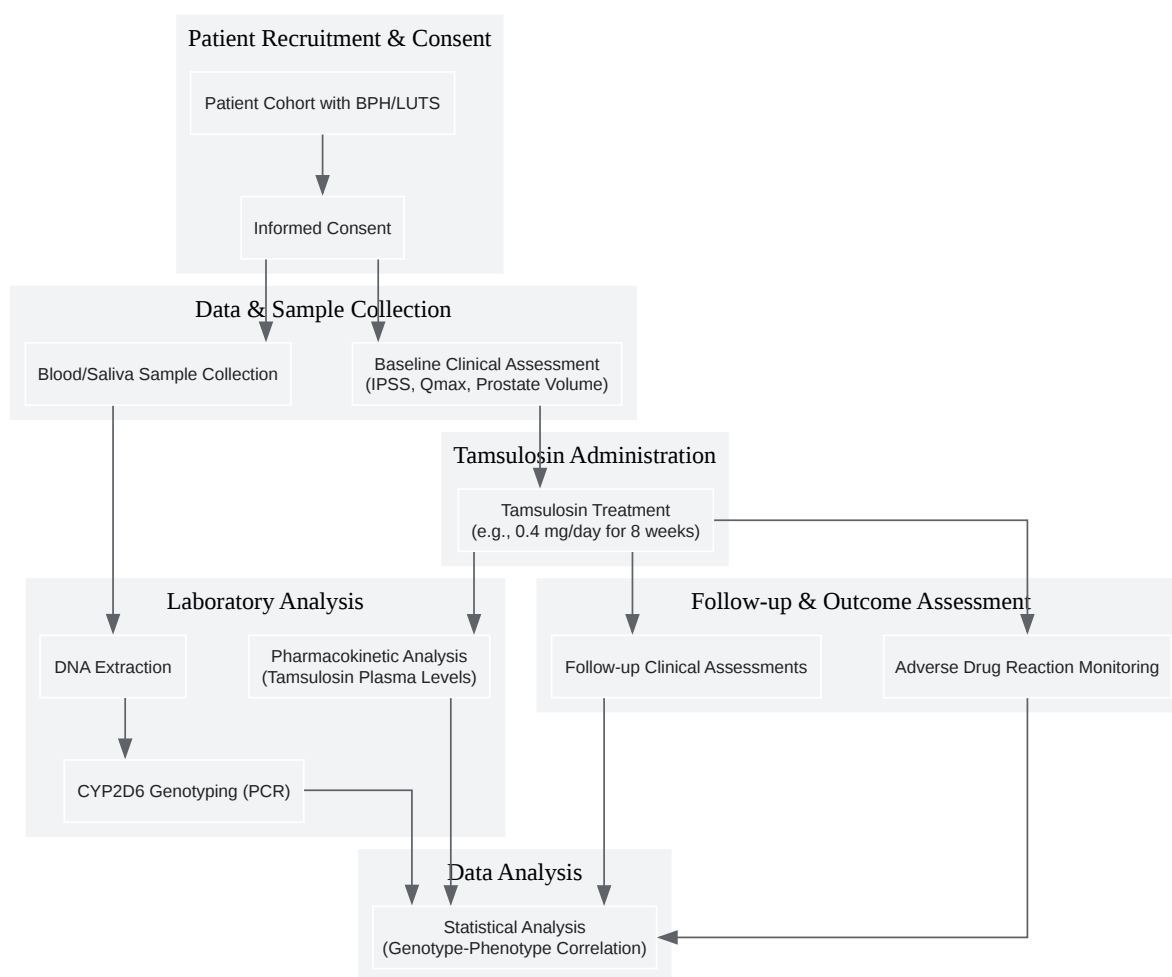 Patient Recruitment & Consent
Patient Cohort with BPH/LUTS
Informed Consent
Data & Sample Collection
Blood/Saliva Sample Collection
Baseline Clinical Assessment
(IPSS, Qmax, Prostate Volume)
Tamsulosin Administration
Tamsulosin Treatment
(e.g., 0.4 mg/day for 8 weeks)
Laboratory Analysis
Follow-up & Outcome Assessment
DNA Extraction
Pharmacokinetic Analysis
(Tamsulosin Plasma Levels)
Follow-up Clinical Assessments
Adverse Drug Reaction Monitoring
CYP2D6 Genotyping (PCR)
Data Analysis
Statistical Analysis
(Genotype-Phenotype Correlation)